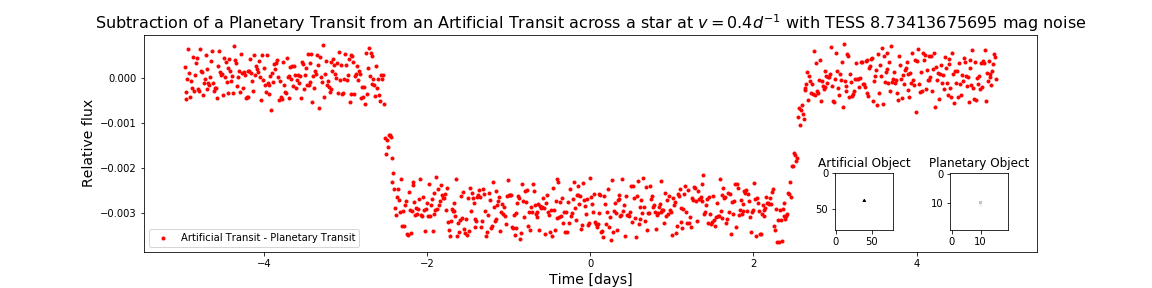 Subtraction of a Planetary Transit from an Artificial Transit across a star at v = 0.4d⁻¹ with TESS 8.73413675695 mag noise
Relative flux
0.000
−0.001
−0.002
−0.003
−4
−2
0
2
4
Time [days]
Artificial Transit - Planetary Transit
Artificial Object
0
50
0
50
Planetary Object
0
10
0
10